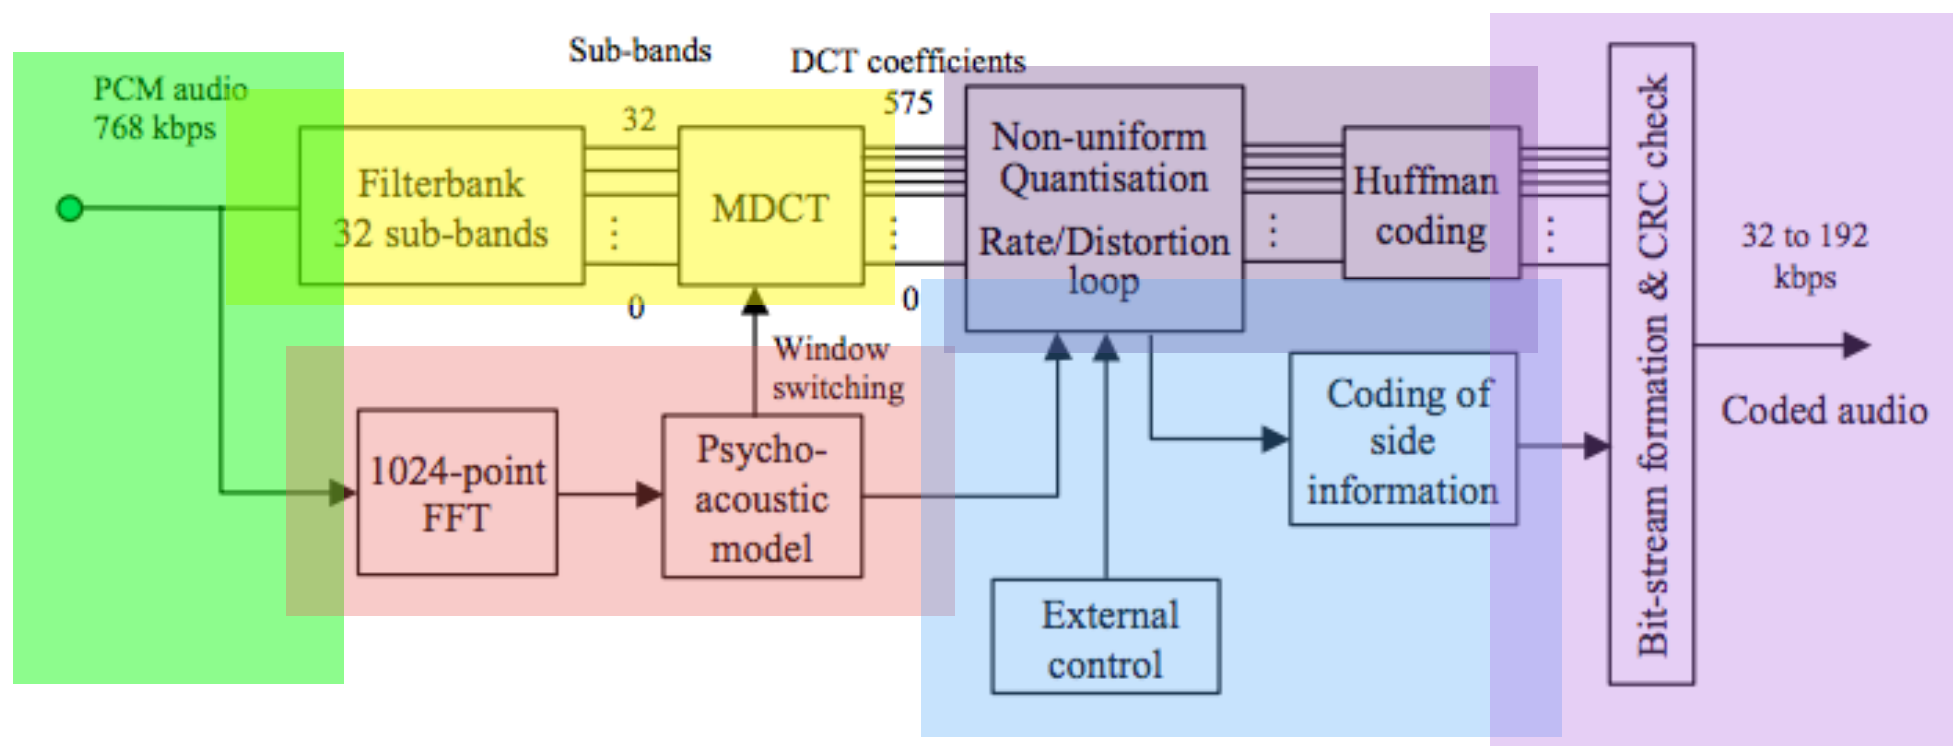 PCM audio
768 kbps
Sub-bands
DCT coefficients
32
575
Filterbank
32 sub-bands
MDCT
0
0
Non-uniform
Quantisation
Rate/Distortion
loop
Huffman
coding
Window
switching
1024-point
FFT
Psycho-
acoustic
model
External
control
Coding of
side
information
Bit-stream formation & CRC check
32 to 192
kbps
Coded audio